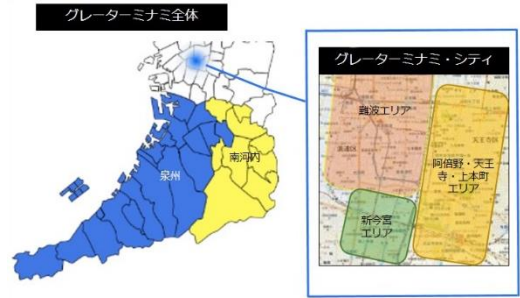 グレーターミナミ全体
グレーターミナミ・シティ
難波エリア
泉州
南河内
阿倍野・天王
寺・上本町
エリア
新今宮
エリア